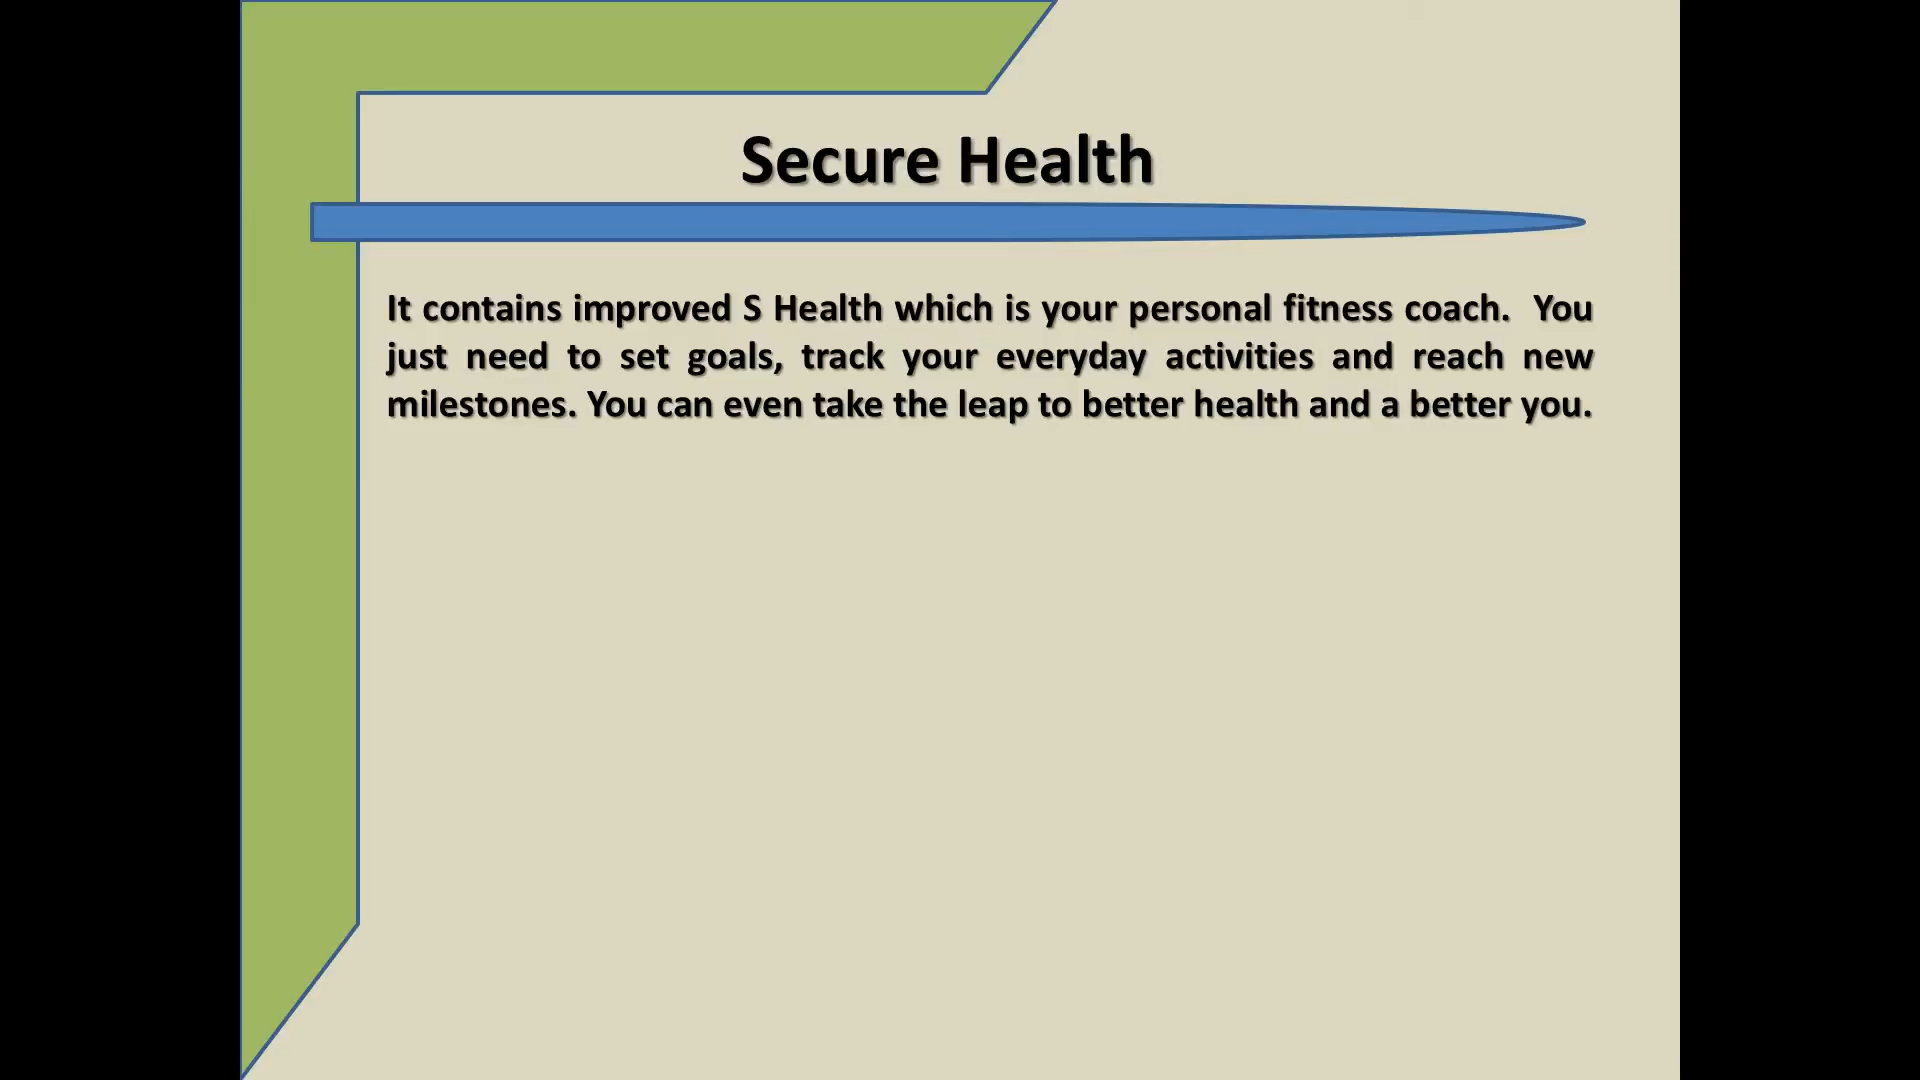 Secure Health
It contains improved S Health which is your personal fitness coach.  You
just need to set goals, track your everyday activities and reach new
milestones. You can even take the leap to better health and a better you.